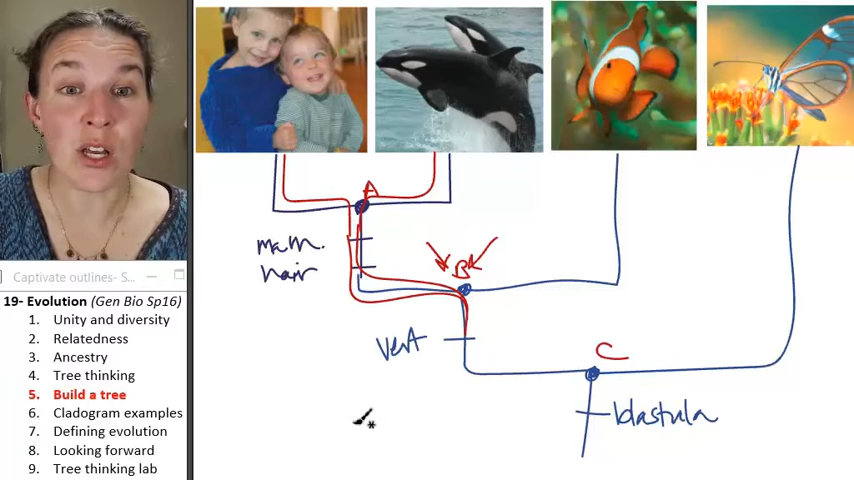 A
mam.
hair
B
vert
C
blastula
Captivate outlines- S...
19- Evolution (Gen Bio Sp16)
1. Unity and diversity
2. Relatedness
3. Ancestry
4. Tree thinking
5. Build a tree
6. Cladogram examples
7. Defining evolution
8. Looking forward
9. Tree thinking lab